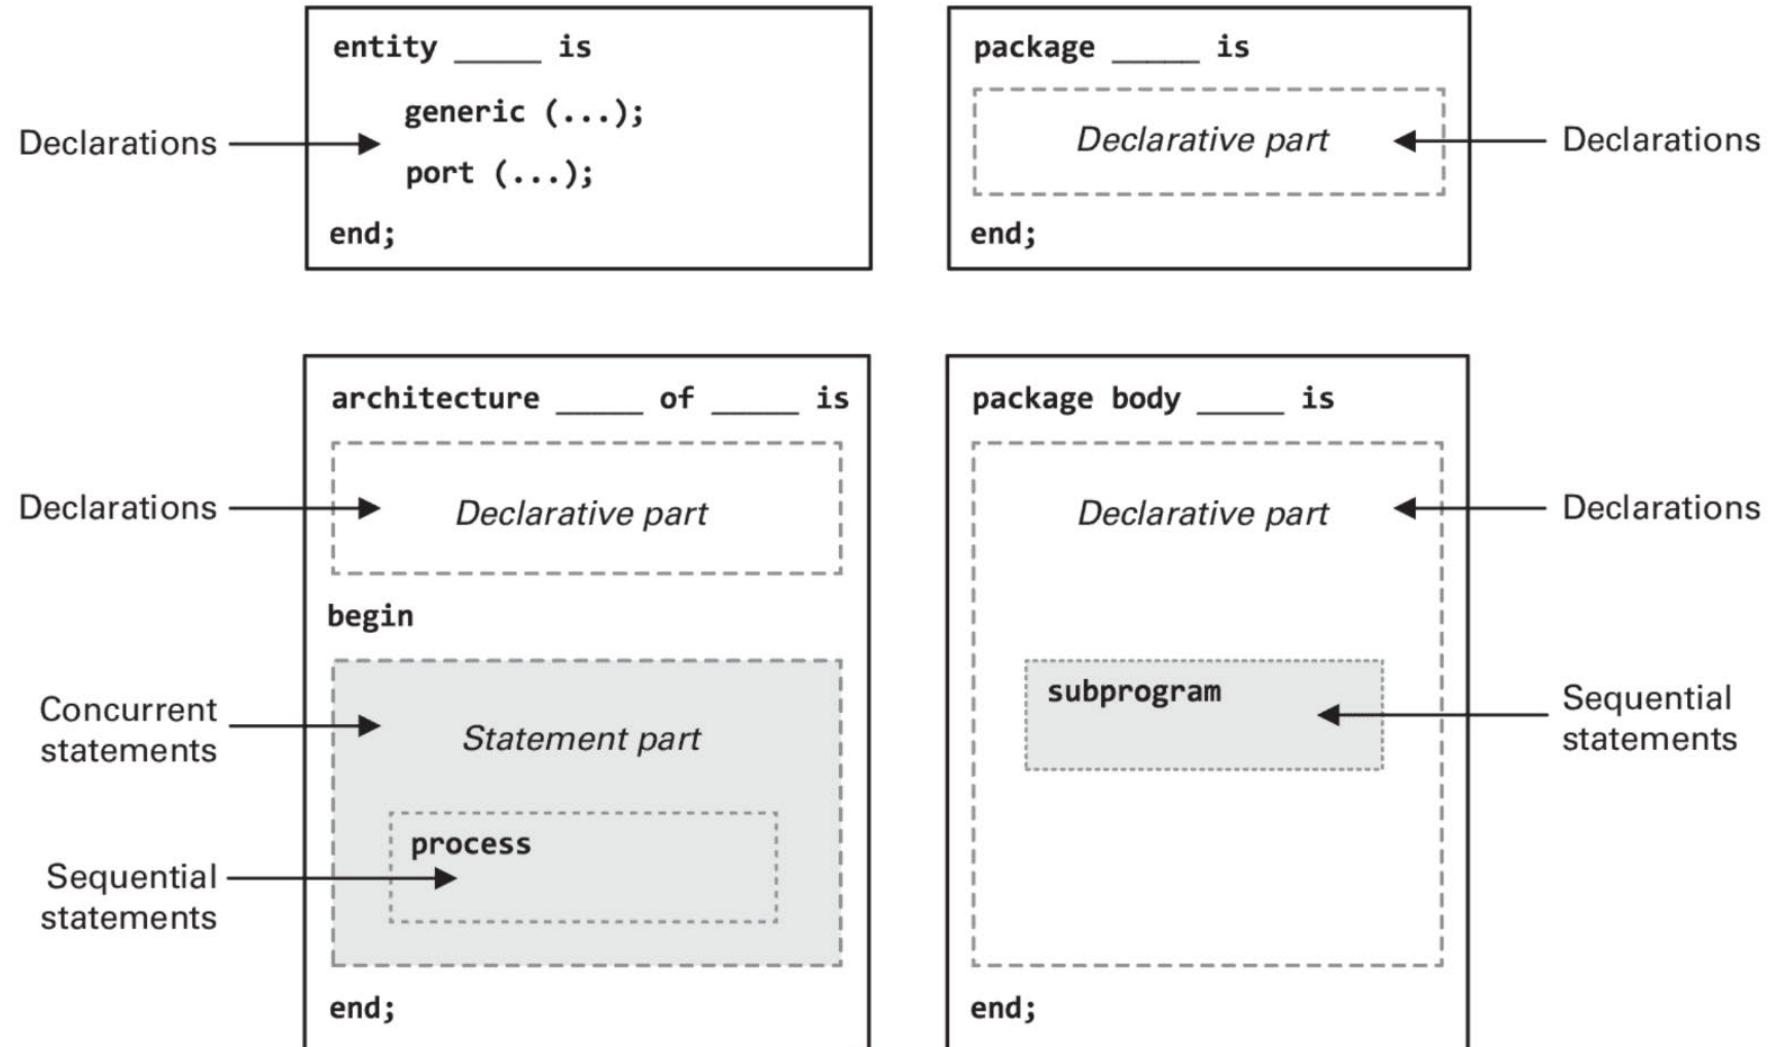 entity _____ is
generic (...);
port (...);
end;
Declarations
package _____ is
Declarative part
end;
Declarations
architecture _____ of _____ is
Declarative part
begin
Statement part
process
end;
Declarations
Concurrent
statements
Sequential
statements
package body _____ is
Declarative part
subprogram
end;
Declarations
Sequential
statements